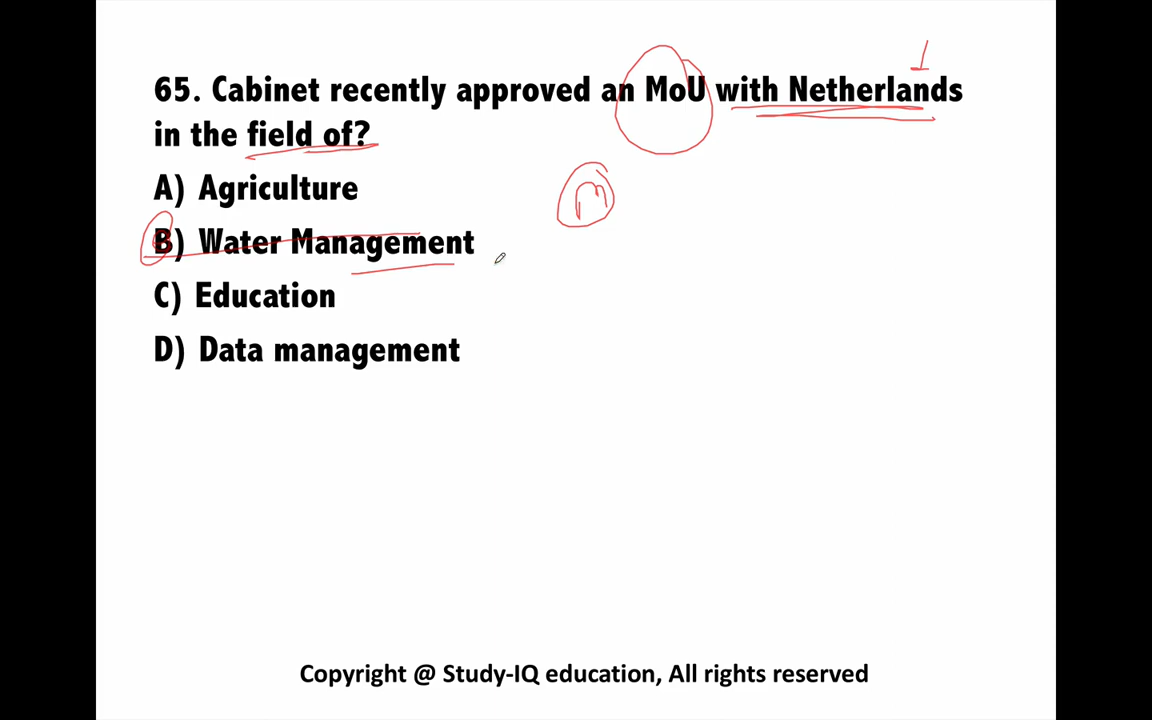 1
65. Cabinet recently approved an MoU with Netherlands
in the field of?
A) Agriculture
m
B) Water Management
C) Education
D) Data management
Copyright @ Study-IQ education, All rights reserved